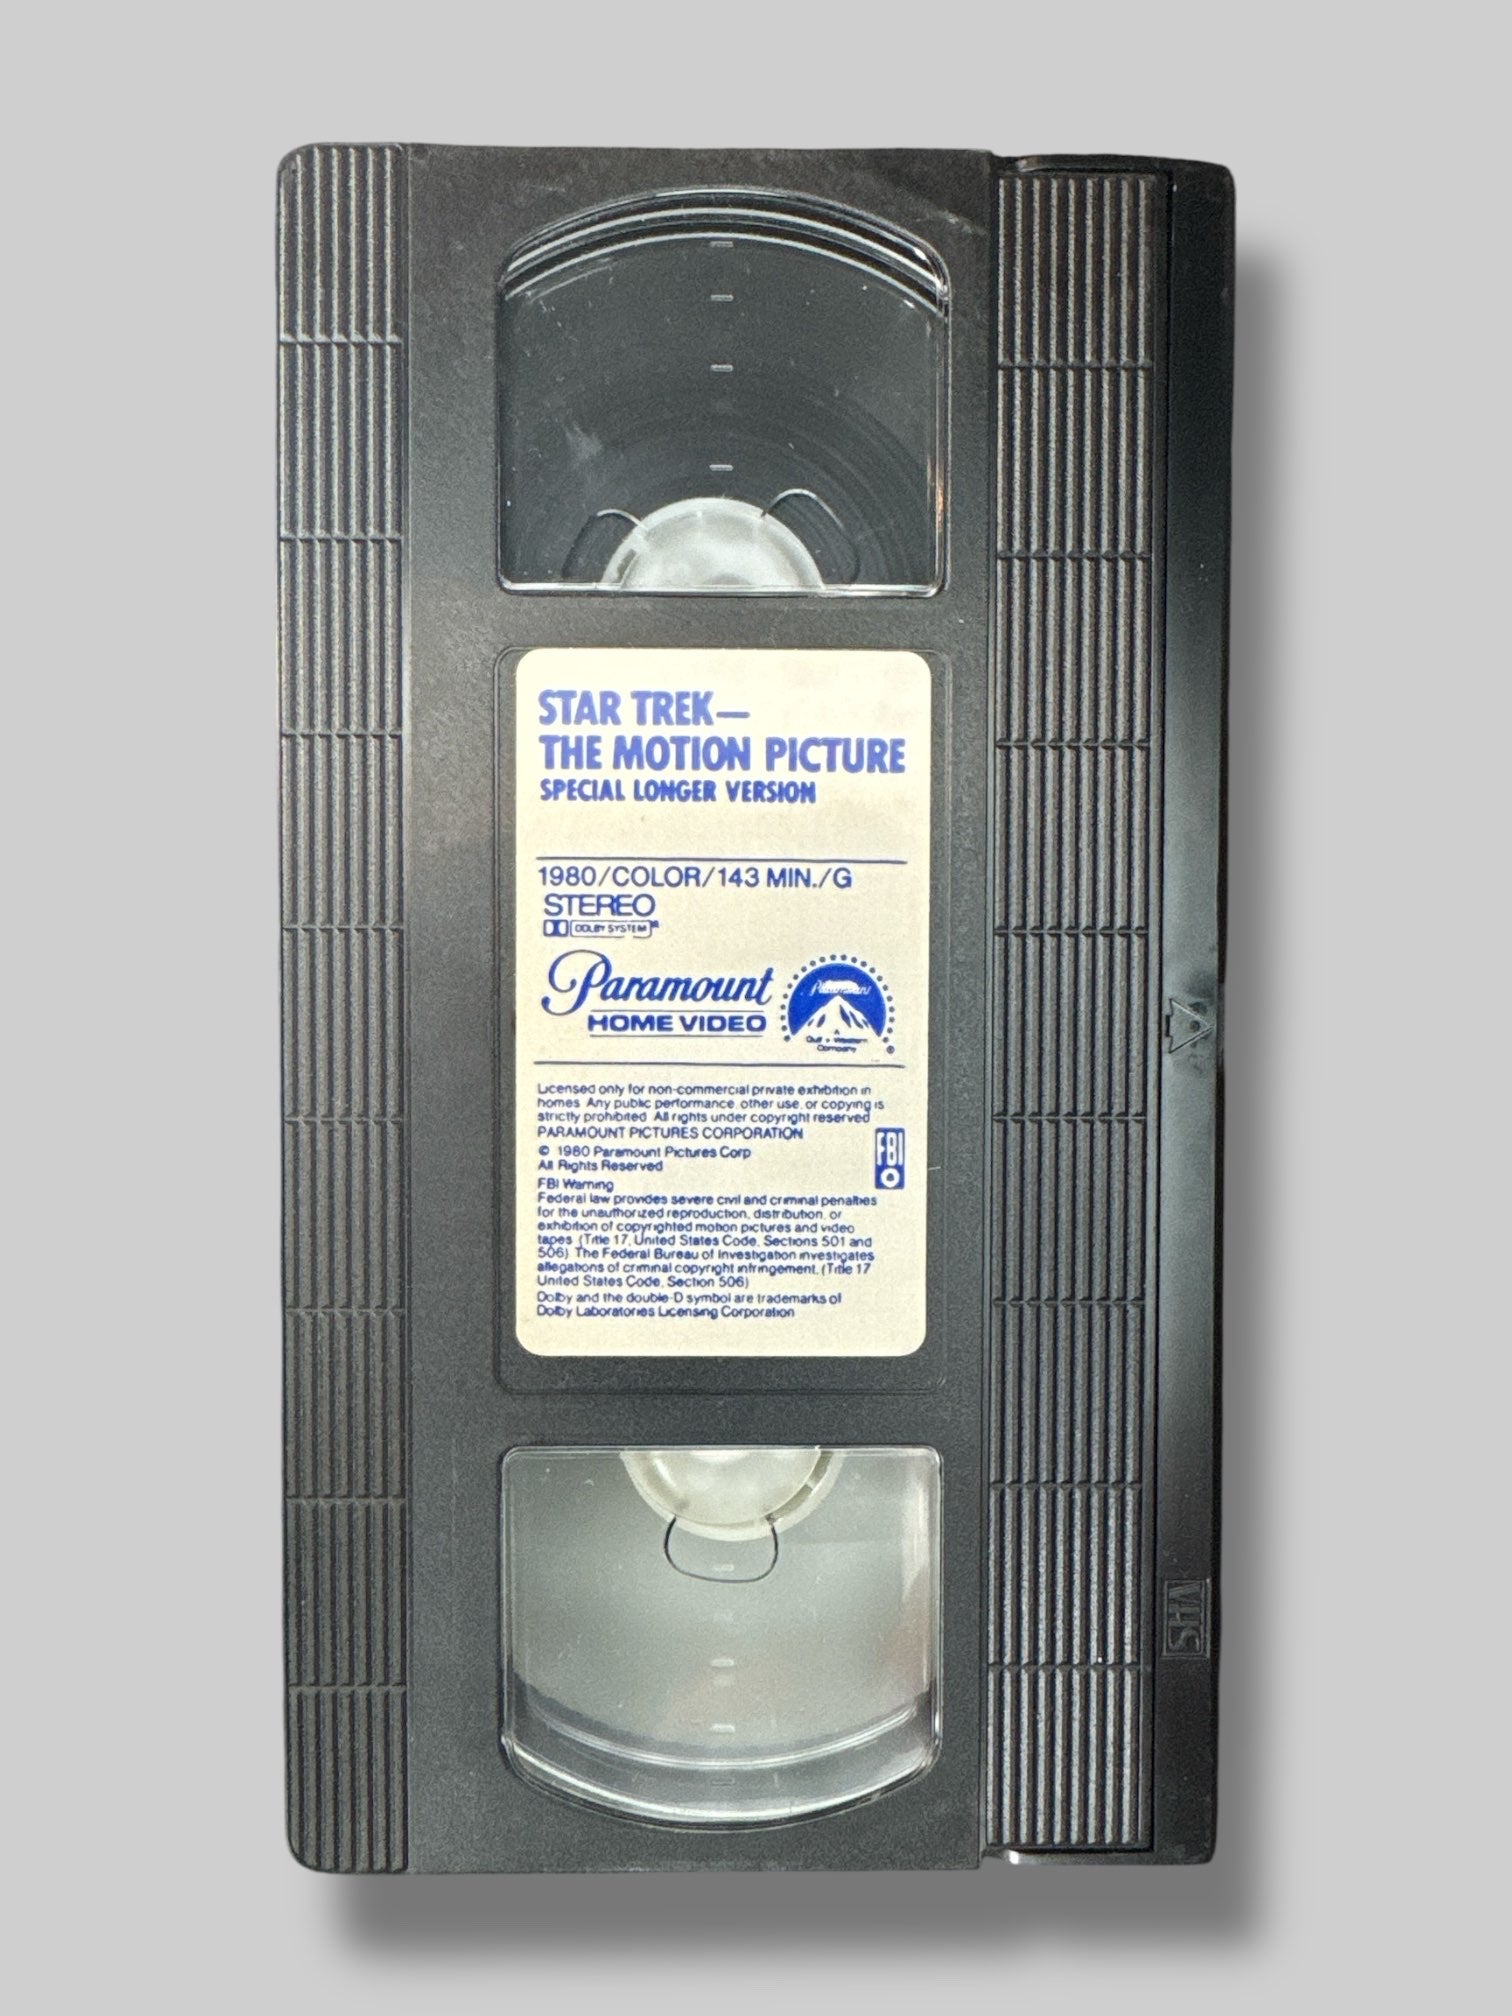 STAR TREK—
THE MOTION PICTURE
SPECIAL LONGER VERSION
1980/COLOR/143 MIN./G
STEREO
DOLBY SYSTEM®
Paramount
HOME VIDEO
Paramount
A
Gulf + Western
Company
®
Licensed only for non-commercial private exhibition in
homes. Any public performance, other use, or copying is
strictly prohibited. All rights under copyright reserved
PARAMOUNT PICTURES CORPORATION
© 1980 Paramount Pictures Corp
All Rights Reserved
FBI
FBI Warning
Federal law provides severe civil and criminal penalties
for the unauthorized reproduction, distribution, or
exhibition of copyrighted motion pictures and video
tapes (Title 17, United States Code, Sections 501 and
506) The Federal Bureau of Investigation investigates
allegations of criminal copyright infringement. (Title 17
United States Code, Section 506)
Dolby and the double-D symbol are trademarks of
Dolby Laboratories Licensing Corporation
VHS